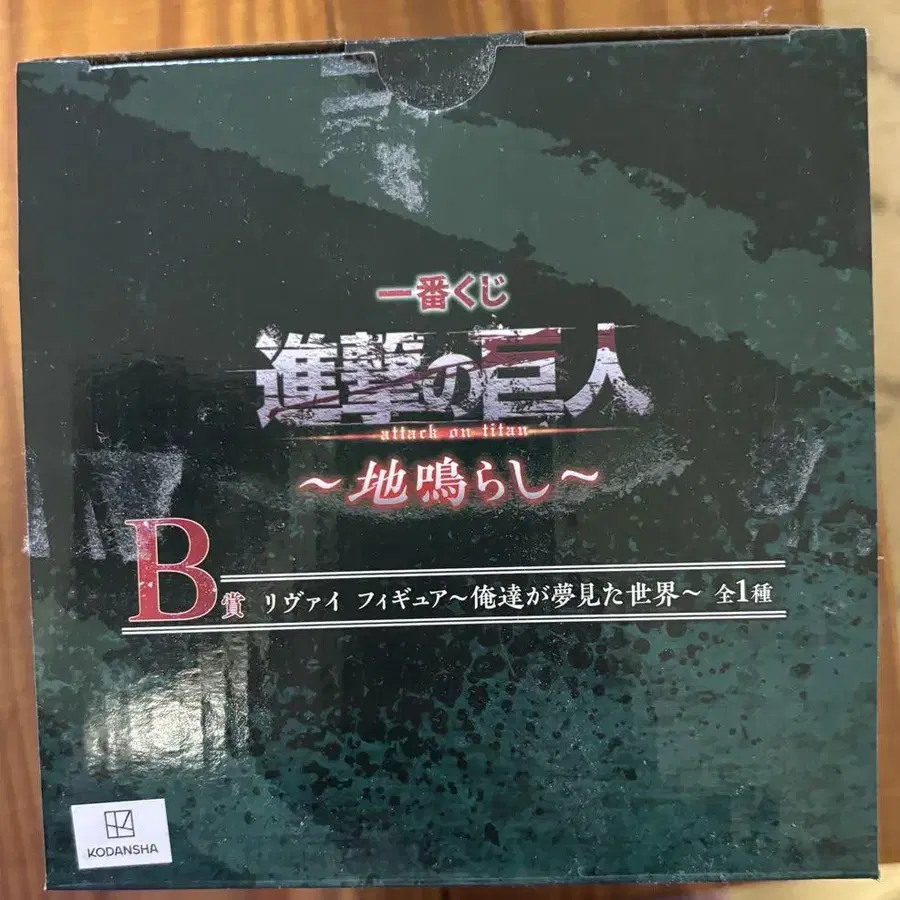 一番くじ
進撃の巨人
attack on titan
～地鳴らし～
B賞 リヴァイ フィギュア～俺達が夢見た世界～ 全1種
KODANSHA